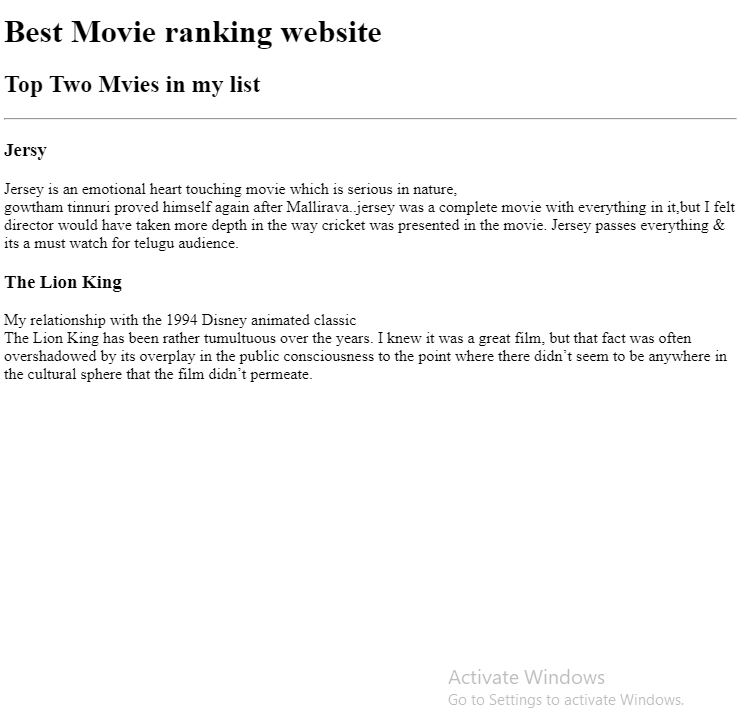 Best Movie ranking website
Top Two Mvies in my list
Jersy
Jersey is an emotional heart touching movie which is serious in nature,
gowtham tinnuri proved himself again after Mallirava..jersey was a complete movie with everything in it,but I felt
director would have taken more depth in the way cricket was presented in the movie. Jersey passes everything &
its a must watch for telugu audience.
The Lion King
My relationship with the 1994 Disney animated classic
The Lion King has been rather tumultuous over the years. I knew it was a great film, but that fact was often
overshadowed by its overplay in the public consciousness to the point where there didn’t seem to be anywhere in
the cultural sphere that the film didn’t permeate.
Activate Windows
Go to Settings to activate Windows.